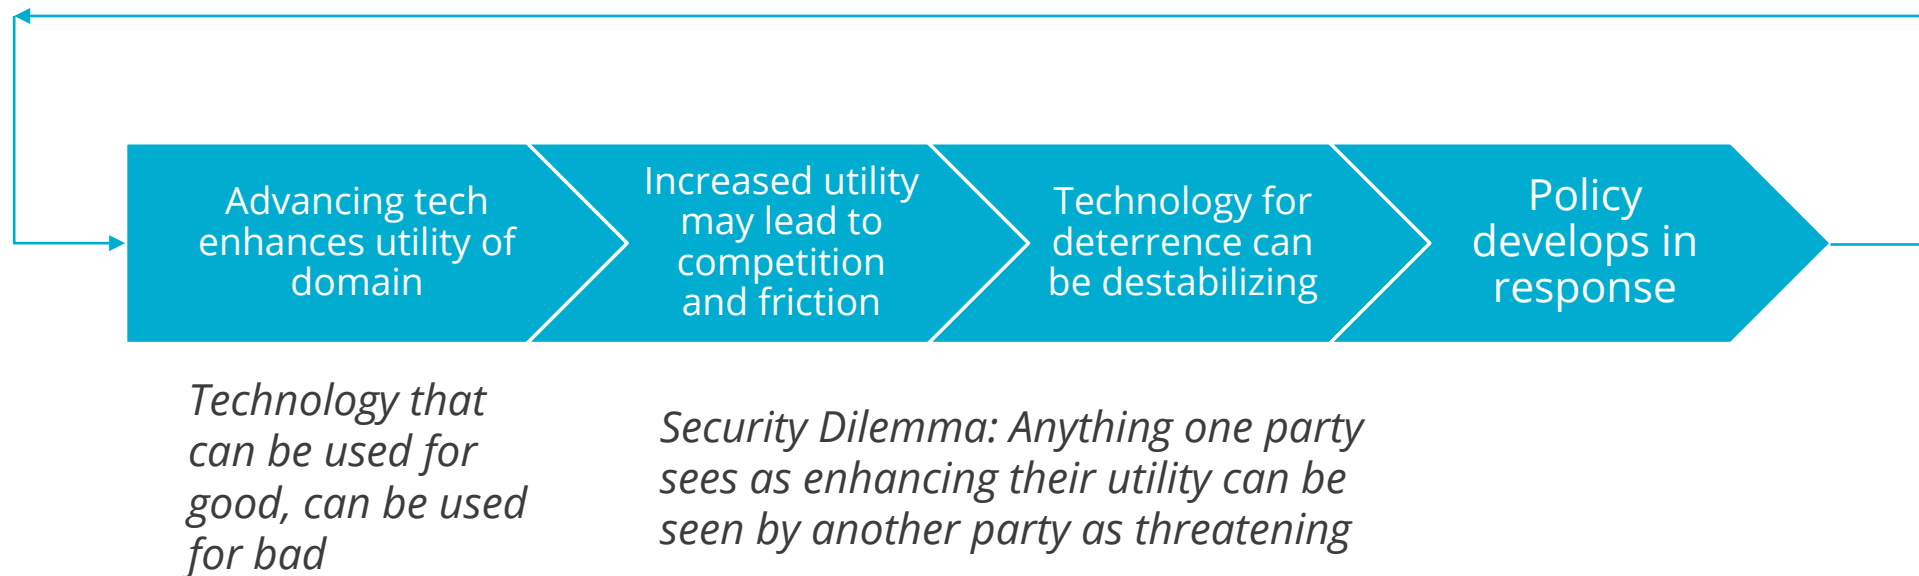 Advancing tech
enhances utility of
domain
Increased utility
may lead to
competition
and friction
Technology for
deterrence can
be destabilizing
Policy
develops in
response
Technology that
can be used for
good, can be used
for bad
Security Dilemma: Anything one party
sees as enhancing their utility can be
seen by another party as threatening